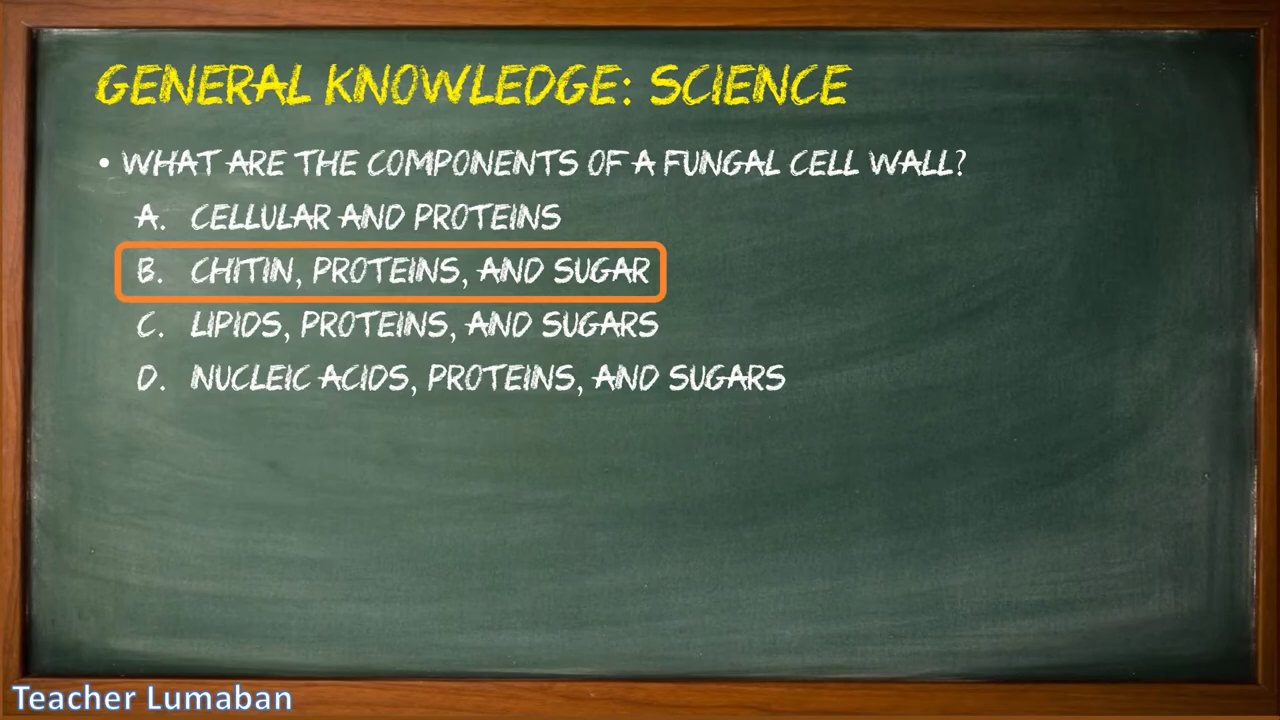 GENERAL KNOWLEDGE: SCIENCE
• WHAT ARE THE COMPONENTS OF A FUNGAL CELL WALL?
A. CELLULAR AND PROTEINS
B. CHITIN, PROTEINS, AND SUGAR
C. LIPIDS, PROTEINS, AND SUGARS
D. NUCLEIC ACIDS, PROTEINS, AND SUGARS
Teacher Lumaban